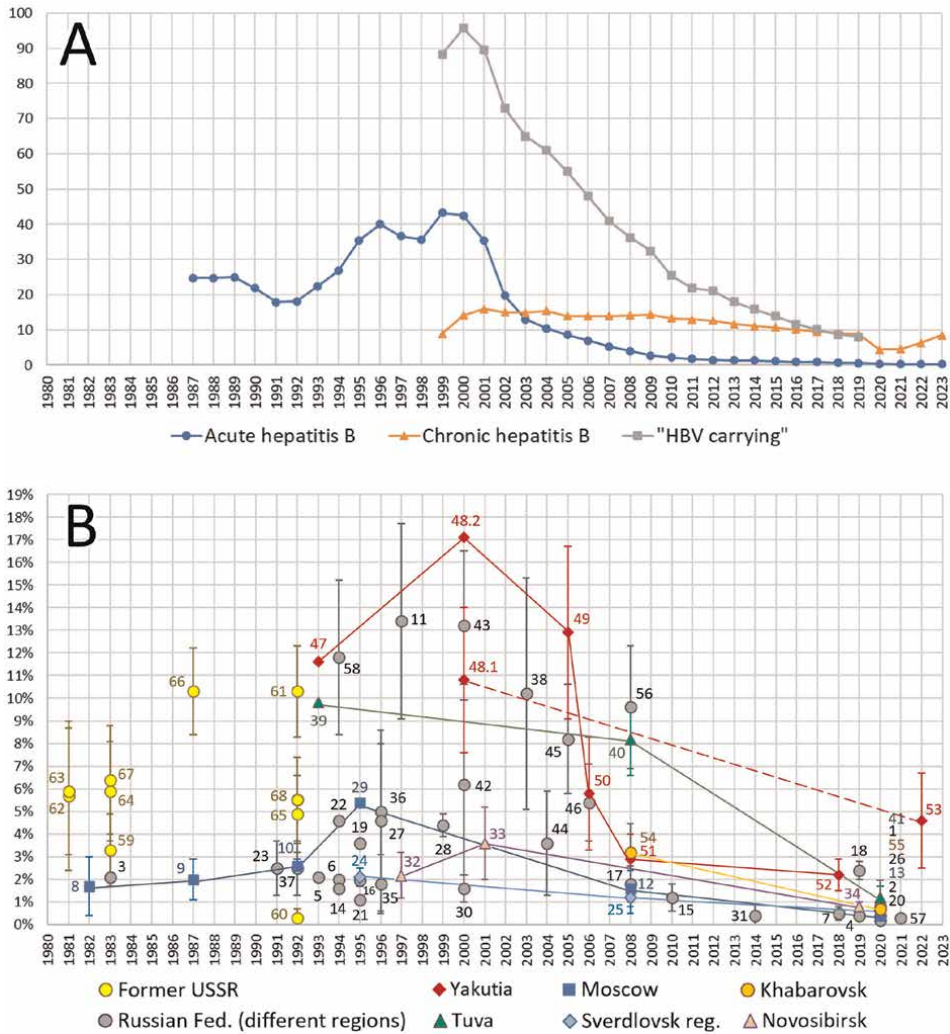 A
100
90
80
70
60
50
40
30
20
10
0
1980 1981 1982 1983 1984 1985 1986 1987 1988 1989 1990 1991 1992 1993 1994 1995 1996 1997 1998 1999 2000 2001 2002 2003 2004 2005 2006 2007 2008 2009 2010 2011 2012 2013 2014 2015 2016 2017 2018 2019 2020 2021 2022 2023
Acute hepatitis B Chronic hepatitis B "HBV carrying"
B
19%
18%
17%
16%
15%
14%
13%
12%
11%
10%
9%
8%
7%
6%
5%
4%
3%
2%
1%
0%
48.2
47 11 43 49
58
66 61 48.1 38 56
39
45 40
63 67 42 50
62 64 68 22 29 36 46 53
65 19 27 28 44 54 41
59 10 24 32 33 51 1
3 23 6 17 18 55
8 9 37 16 12 52 26
5 35 34 13
14 30 25 15 2
60 21 31 7 20
4 57
1980 1981 1982 1983 1984 1985 1986 1987 1988 1989 1990 1991 1992 1993 1994 1995 1996 1997 1998 1999 2000 2001 2002 2003 2004 2005 2006 2007 2008 2009 2010 2011 2012 2013 2014 2015 2016 2017 2018 2019 2020 2021 2022 2023
Former USSR Yakutia Moscow Khabarovsk
Russian Fed. (different regions) Tuva Sverdlovsk reg. Novosibirsk